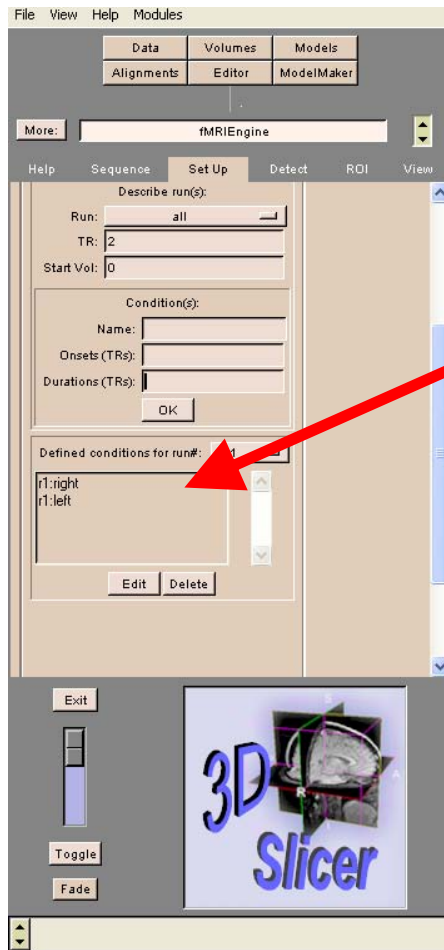 File View Help Modules
Data Volumes Models
Alignments Editor ModelMaker
More: fMRIEngine
Help Sequence Set Up Detect ROI View
Describe run(s):
Run: all
TR: 2
Start Vol: 0
Condition(s):
Name:
Onsets (TRs):
Durations (TRs):
OK
Defined conditions for run#: 1
r1:right
r1:left
Edit Delete
Exit
Toggle
Fade
3D
Slicer
R
A